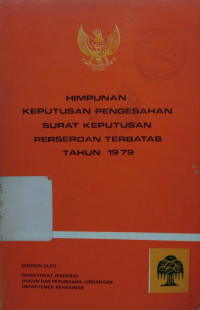 HIMPUNAN
KEPUTUSAN PENGESAHAN
SURAT KEPUTUSAN
PERSEROAN TERBATAS
TAHUN 1979
DISUSUN OLEH :
DIREKTORAT JENDERAL
HUKUM DAN PERUNDANG-UNDANGAN
DEPARTEMEN KEHAKIMAN